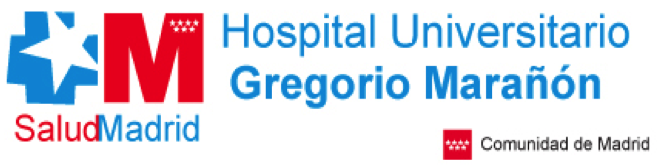 M
Hospital Universitario
Gregorio Marañón
SaludMadrid
Comunidad de Madrid